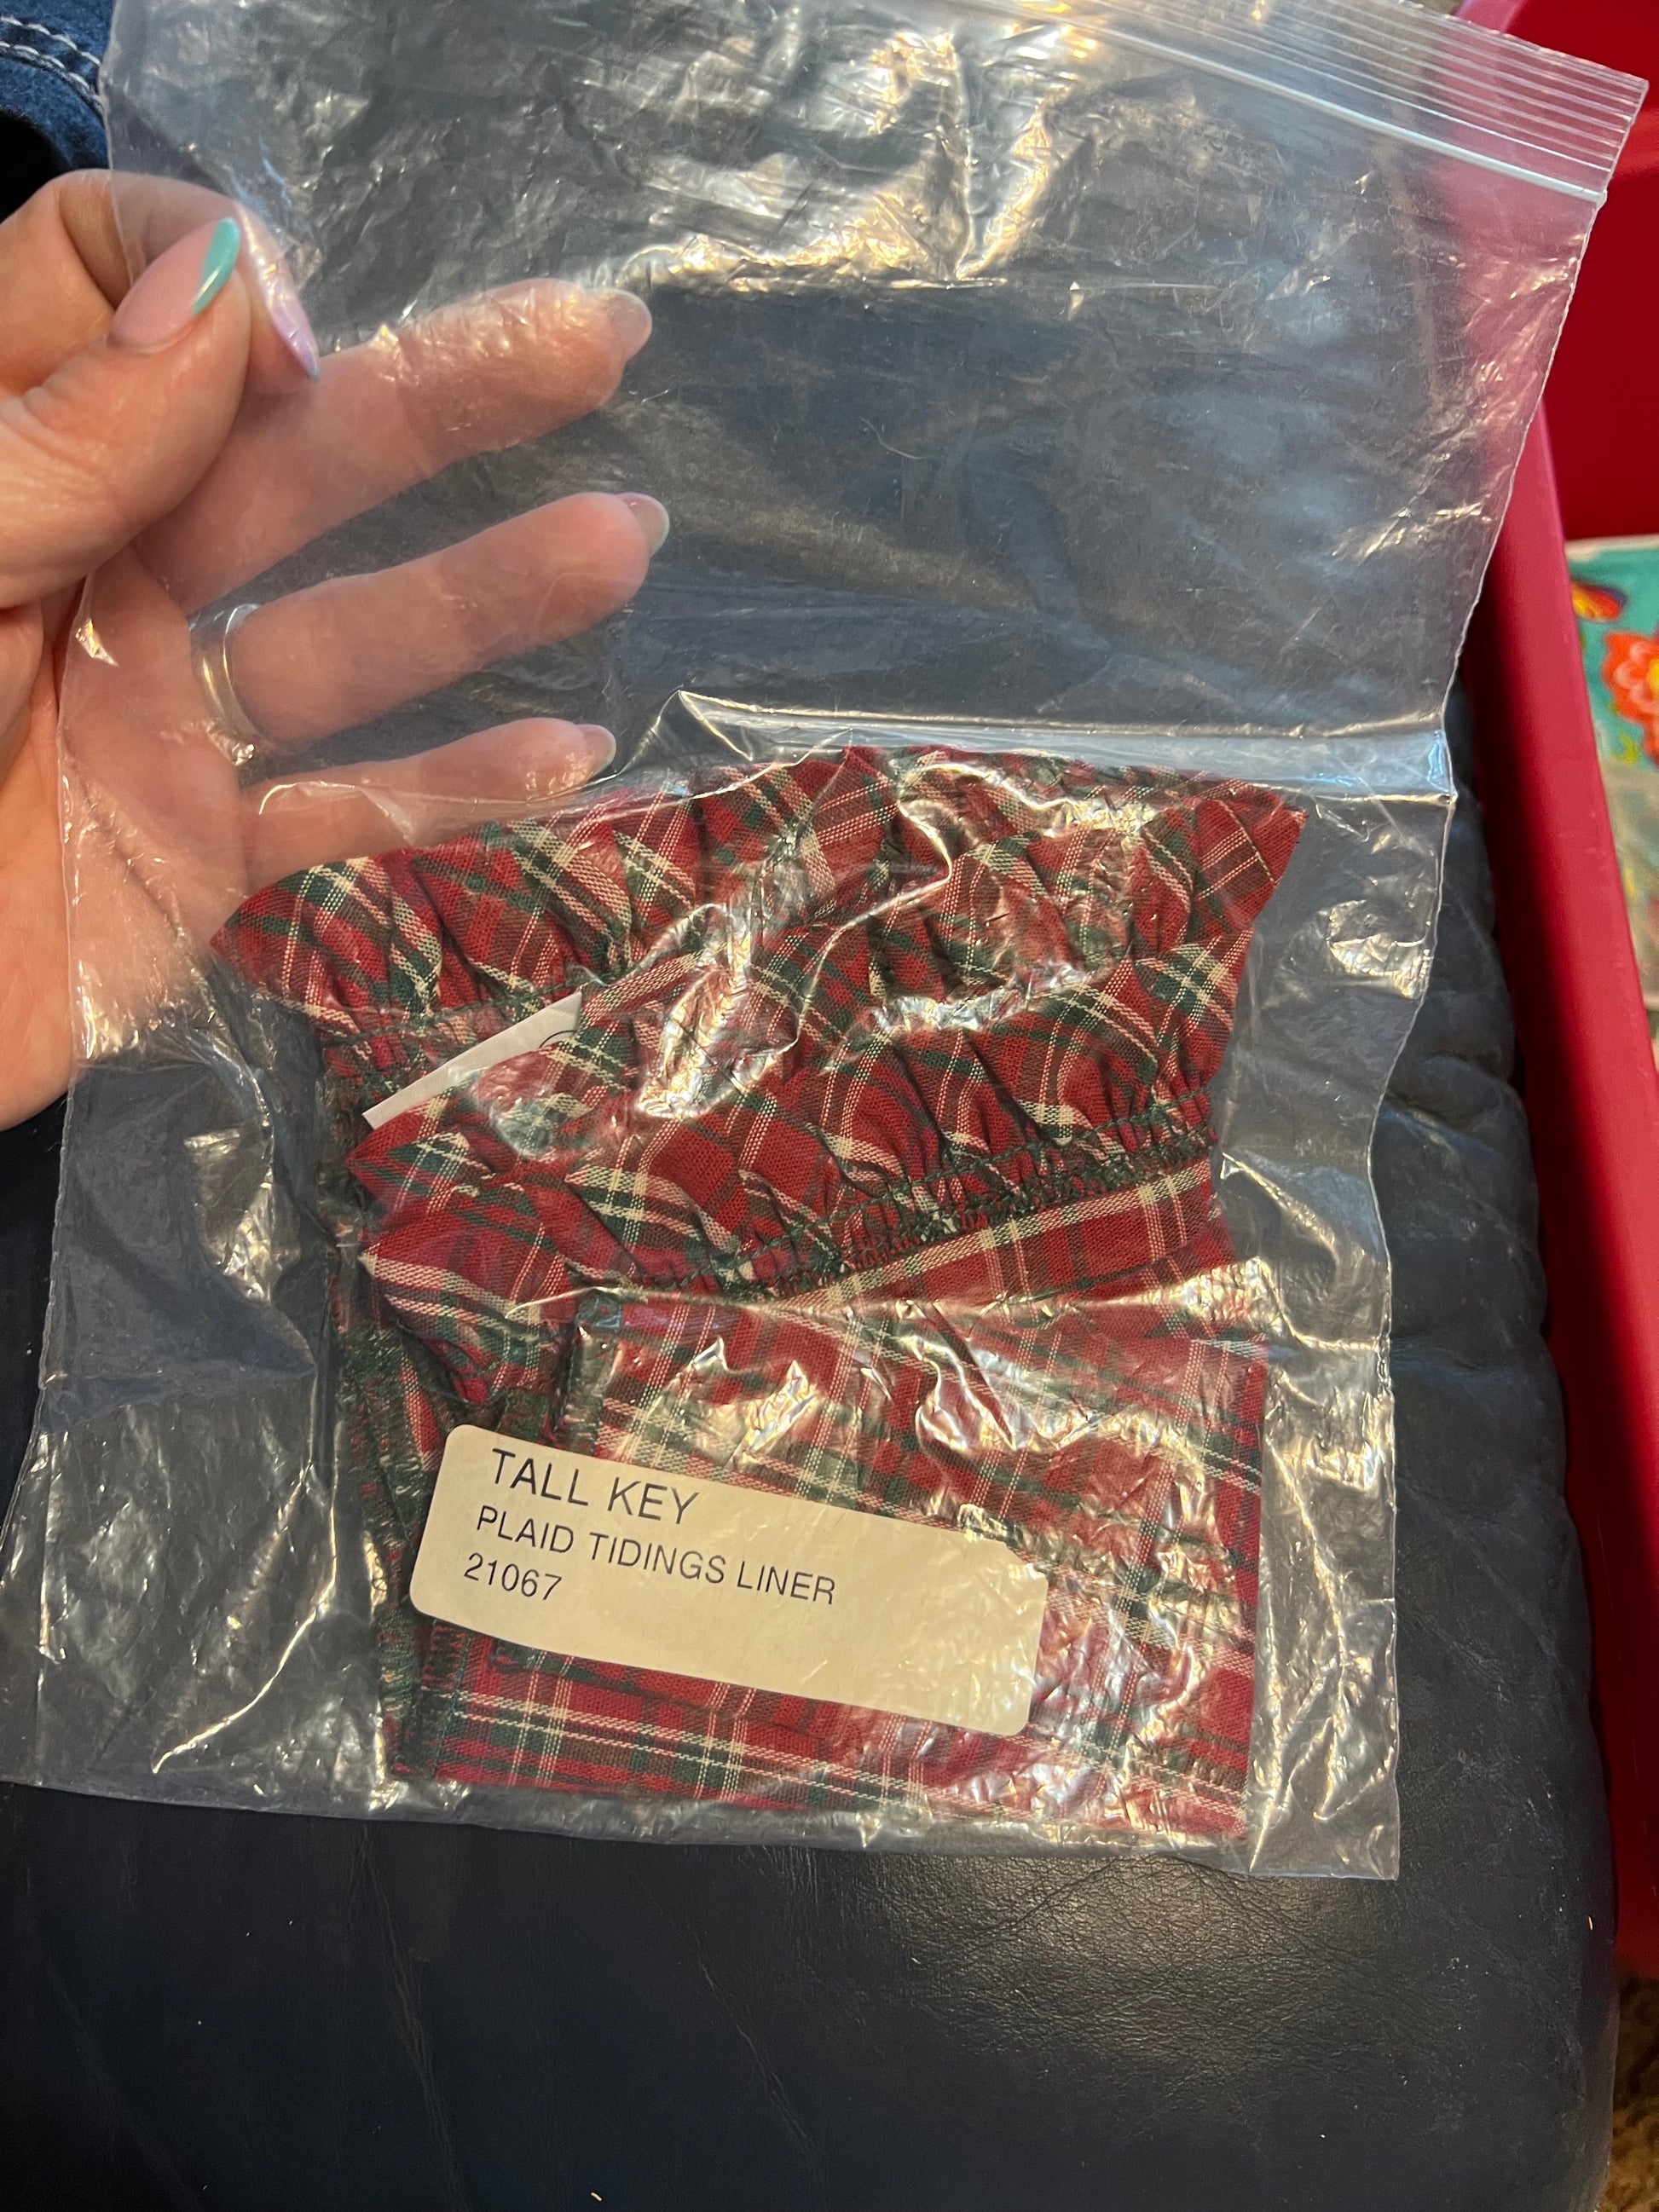 TALL KEY
PLAID TIDINGS LINER
21067